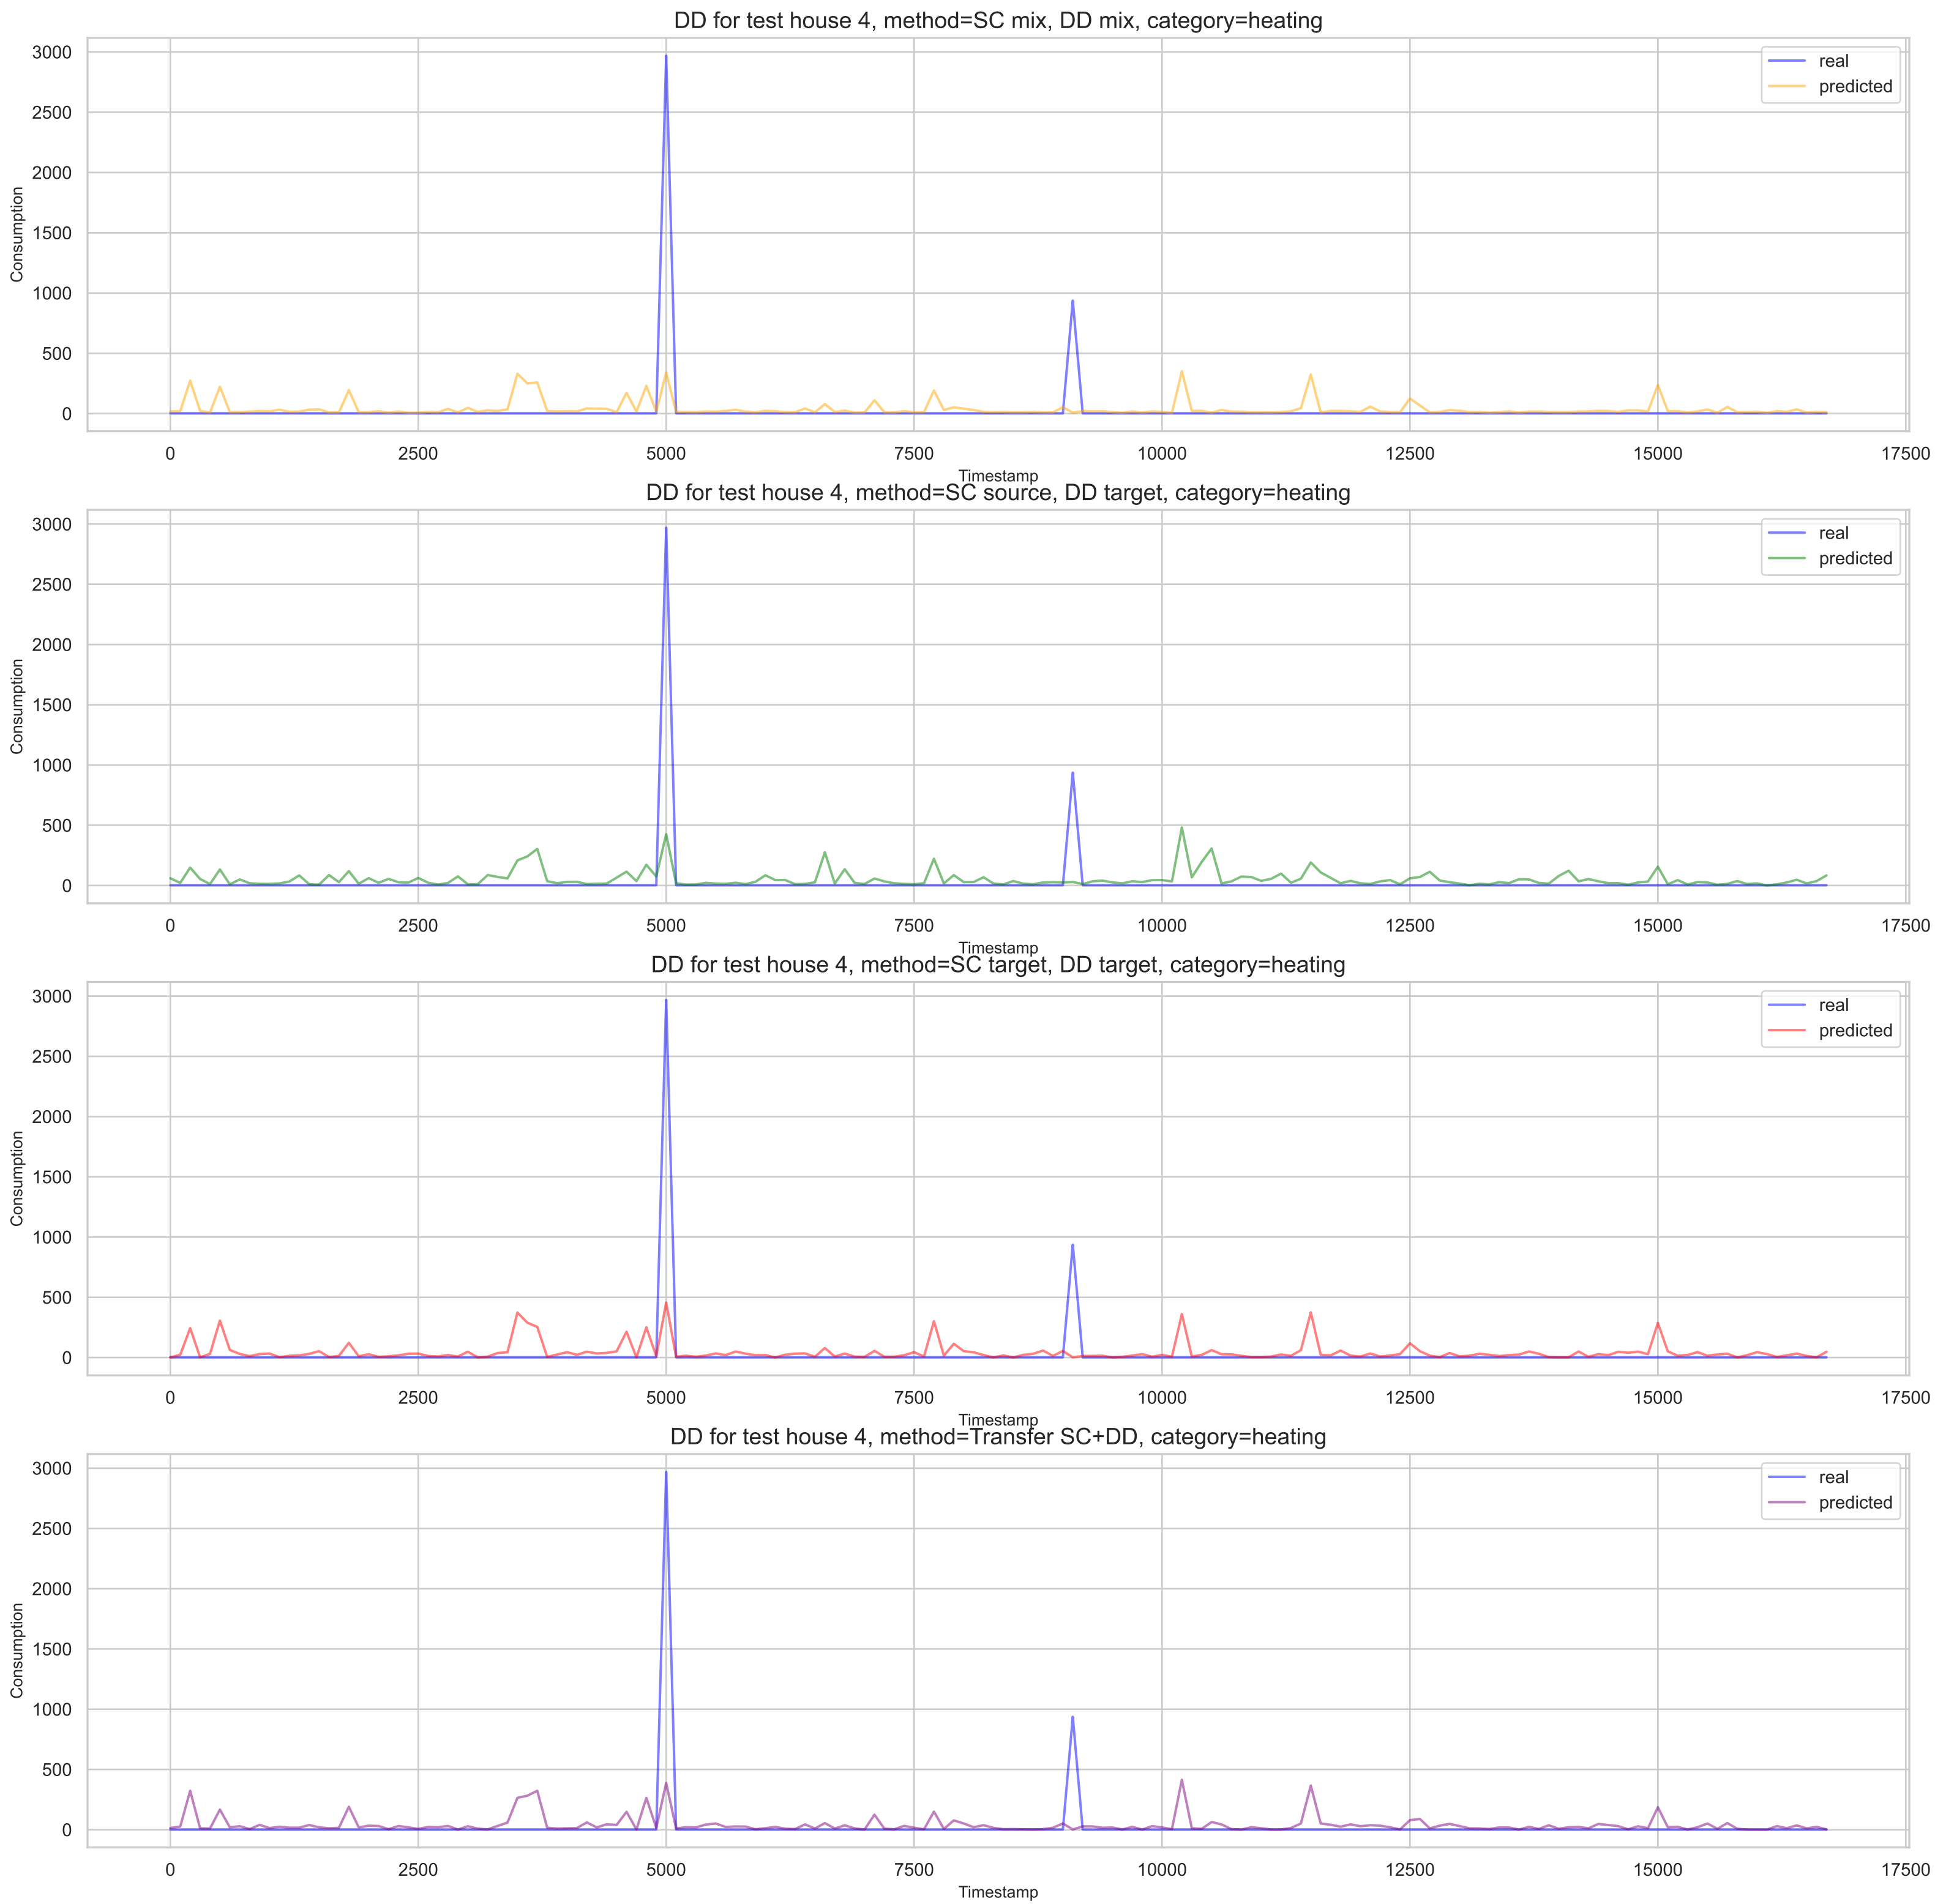 DD for test house 4, method=SC mix, DD mix, category=heating
3000
2500
2000
1500
1000
500
0
Consumption
real
predicted
0 2500 5000 7500 10000 12500 15000 17500
Timestamp
DD for test house 4, method=SC source, DD target, category=heating
3000
2500
2000
1500
1000
500
0
Consumption
real
predicted
0 2500 5000 7500 10000 12500 15000 17500
Timestamp
DD for test house 4, method=SC target, DD target, category=heating
3000
2500
2000
1500
1000
500
0
Consumption
real
predicted
0 2500 5000 7500 10000 12500 15000 17500
Timestamp
DD for test house 4, method=Transfer SC+DD, category=heating
3000
2500
2000
1500
1000
500
0
Consumption
real
predicted
0 2500 5000 7500 10000 12500 15000 17500
Timestamp